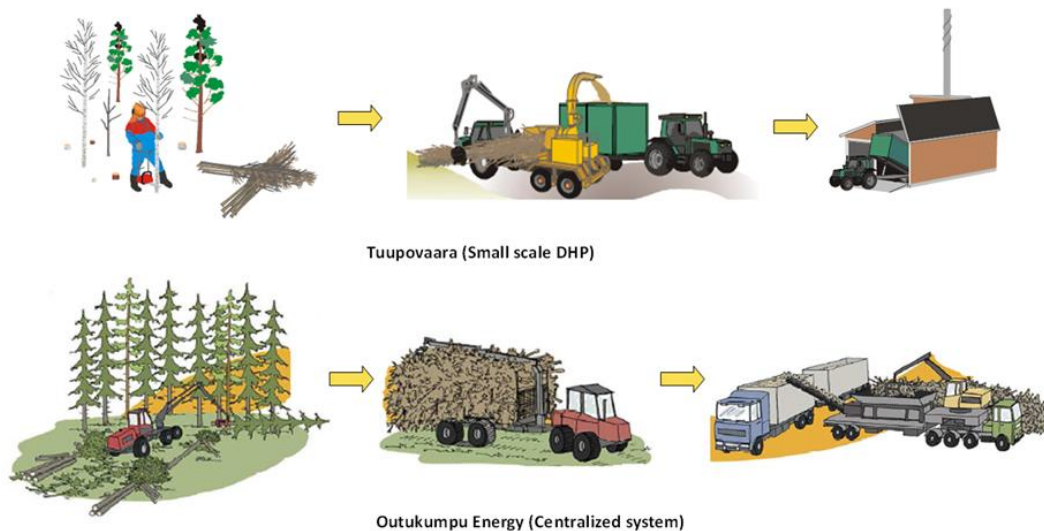 Tuupovaara (Small scale DHP)
Outukumpu Energy (Centralized system)